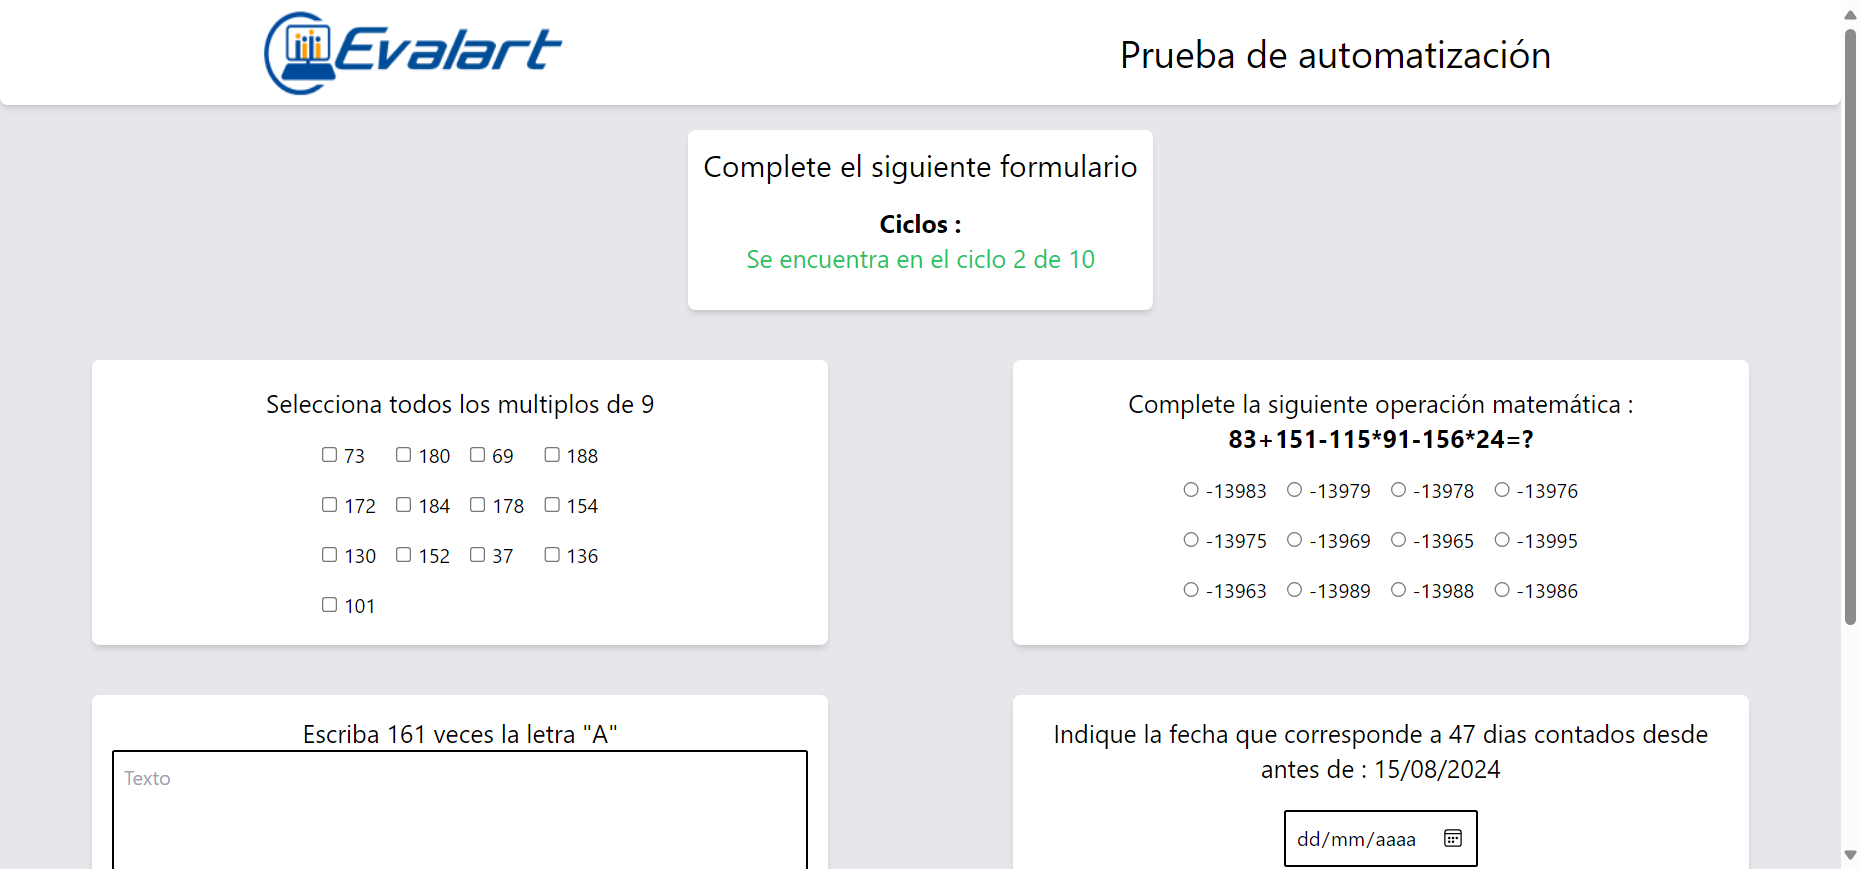 Evalart
Prueba de automatización
Complete el siguiente formulario
Ciclos :
Se encuentra en el ciclo 2 de 10
Selecciona todos los multiplos de 9
73 180 69 188
172 184 178 154
130 152 37 136
101
Complete la siguiente operación matemática :
83+151-115*91-156*24=?
-13983 -13979 -13978 -13976
-13975 -13969 -13965 -13995
-13963 -13989 -13988 -13986
Escriba 161 veces la letra "A"
Texto
Indique la fecha que corresponde a 47 dias contados desde
antes de : 15/08/2024
dd/mm/aaaa